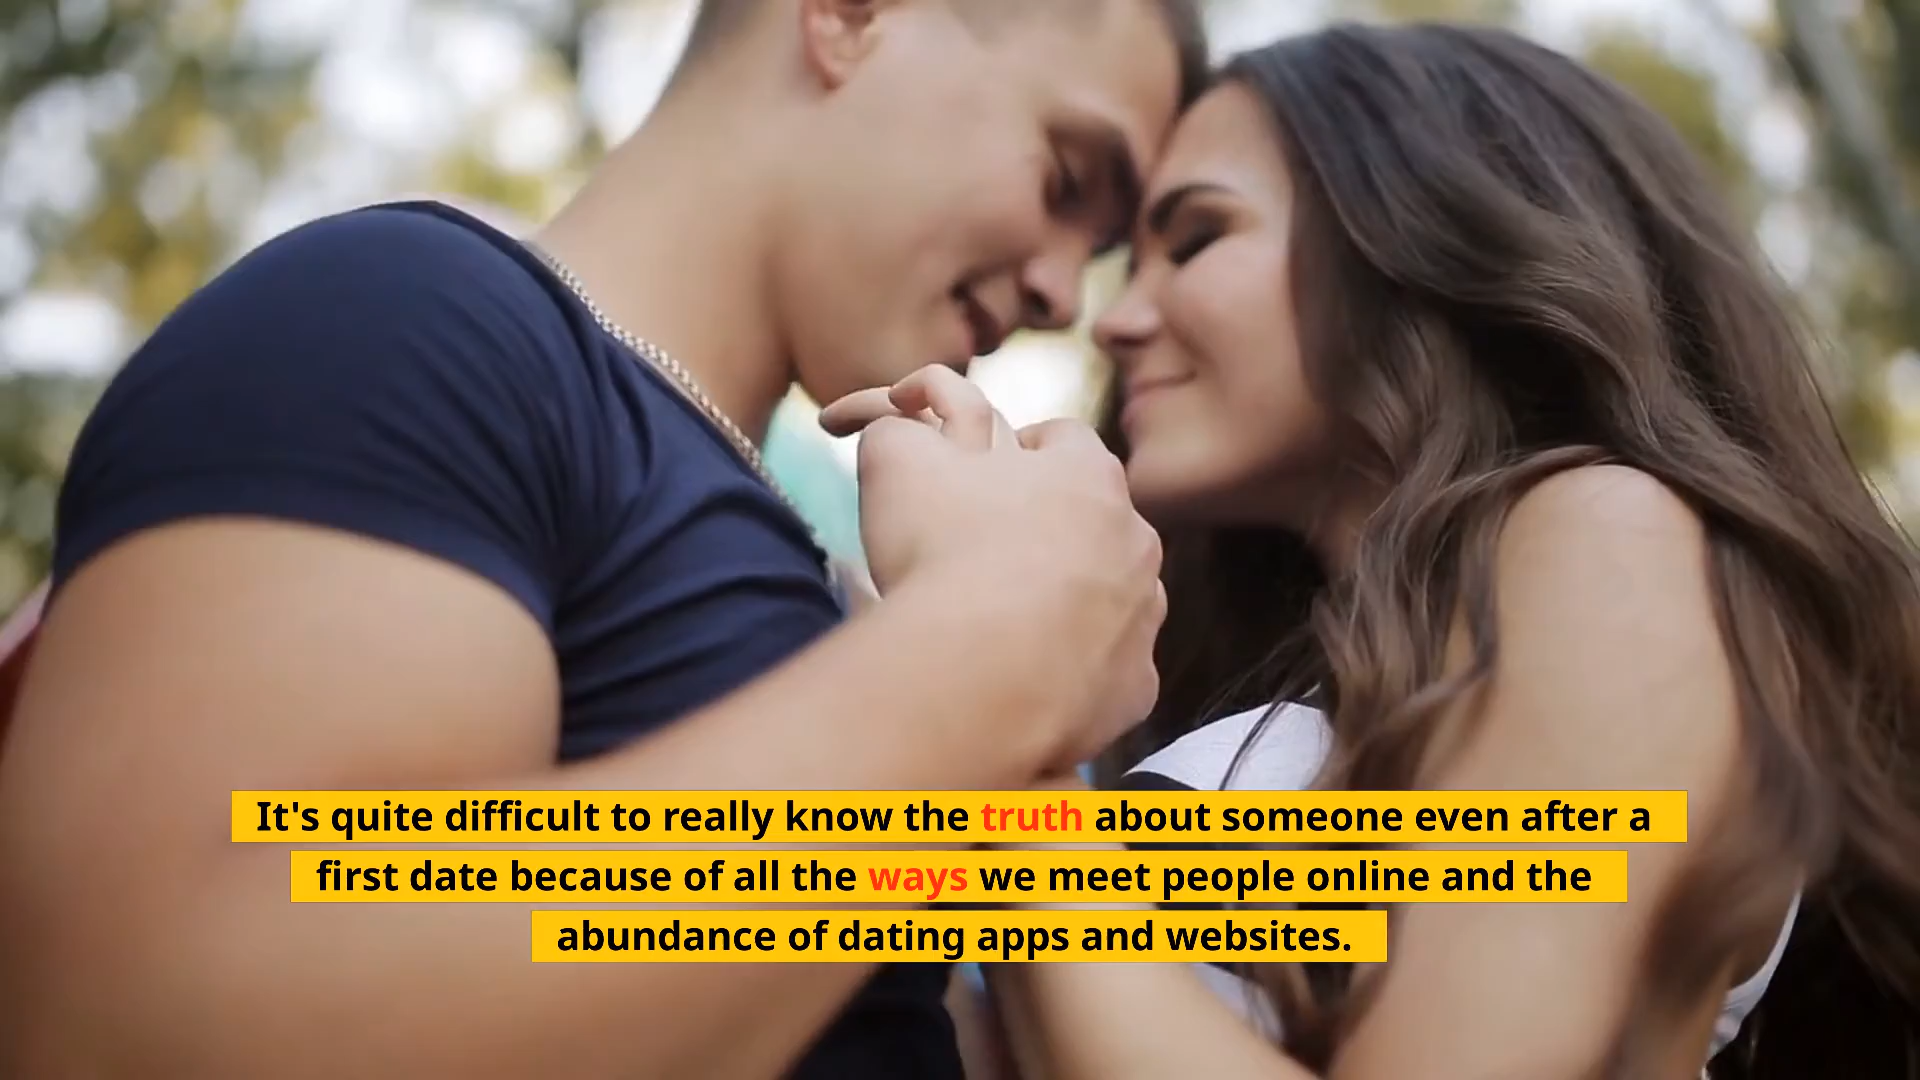 It's quite difficult to really know the truth about someone even after a
first date because of all the ways we meet people online and the
abundance of dating apps and websites.